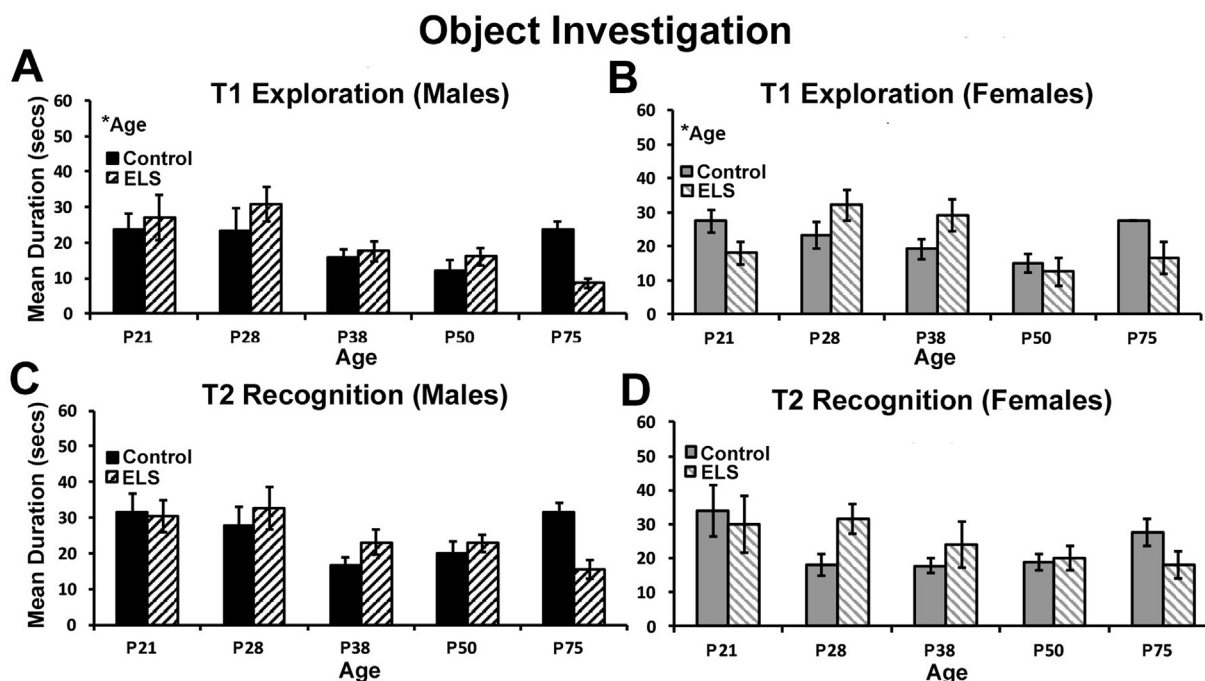 Object Investigation
A
T1 Exploration (Males)
Mean Duration (secs)
60
50
40
30
20
10
0
*Age
Control
ELS
P21 P28 P38 P50 P75
Age
B
T1 Exploration (Females)
60
50
40
30
20
10
0
*Age
Control
ELS
P21 P28 P38 P50 P75
Age
C
T2 Recognition (Males)
Mean Duration (secs)
60
50
40
30
20
10
0
Control
ELS
P21 P28 P38 P50 P75
Age
D
T2 Recognition (Females)
60
50
40
30
20
10
0
Control
ELS
P21 P28 P38 P50 P75
Age